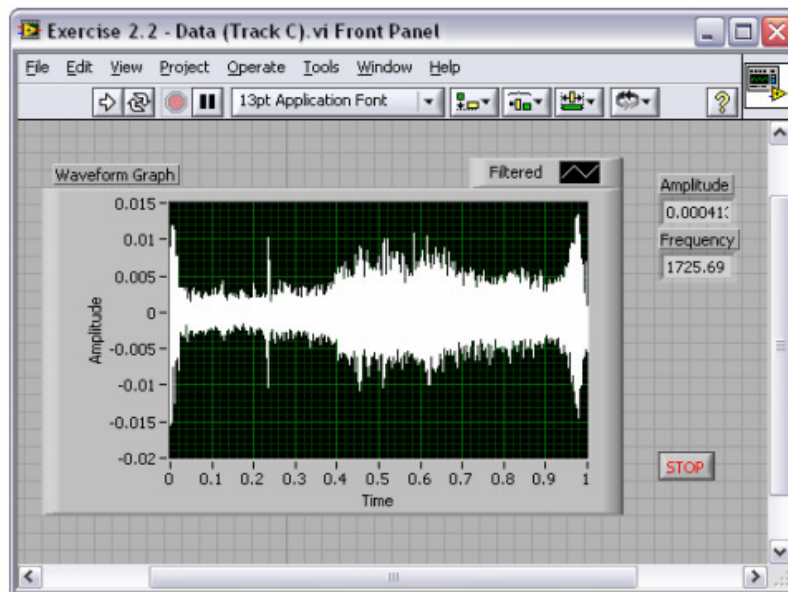 Exercise 2.2 - Data (Track C).vi Front Panel
File Edit View Project Operate Tools Window Help
13pt Application Font
?
Waveform Graph
Filtered
Amplitude
0.015
0.01
0.005
0
-0.005
-0.01
-0.015
-0.02
0 0.1 0.2 0.3 0.4 0.5 0.6 0.7 0.8 0.9 1
Time
Amplitude
Frequency
1725.69
STOP